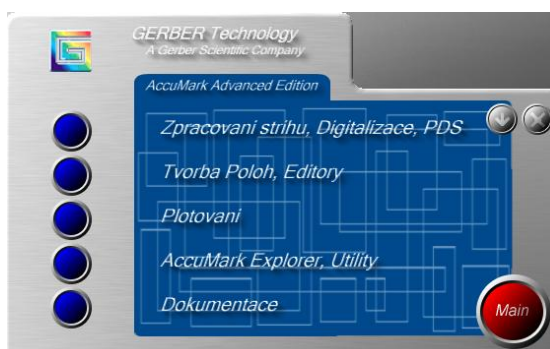 GERBER Technology
A Gerber Scientific Company
AccuMark Advanced Edition
Zpracovani strihu, Digitalizace, PDS
Tvorba Poloh, Editory
Plotovani
AccuMark Explorer, Utility
Dokumentace
Main